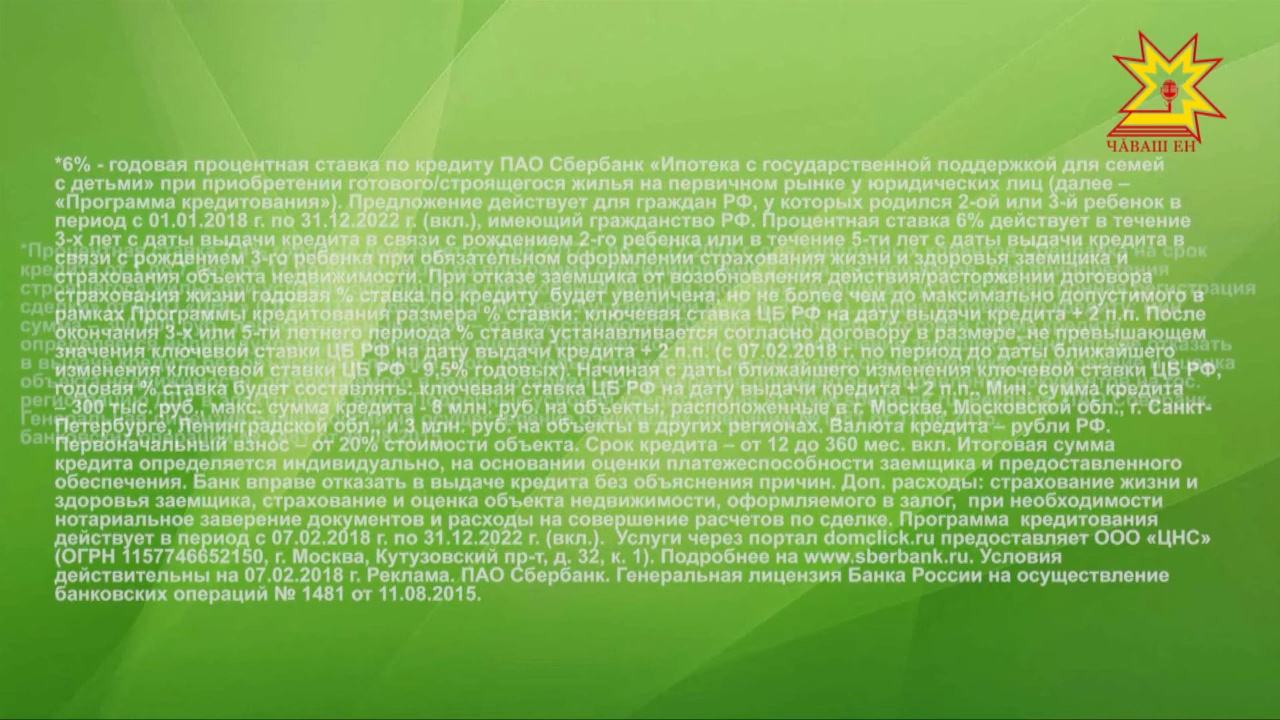 ЧӐВАШ ЕН
*6% - годовая процентная ставка по кредиту ПАО Сбербанк «Ипотека с государственной поддержкой для семей
с детьми» при приобретении готового/строящегося жилья на первичном рынке у юридических лиц (далее –
«Программа кредитования»). Предложение действует для граждан РФ, у которых родился 2-ой или 3-й ребенок в
период с 01.01.2018 г. по 31.12.2022 г. (вкл.), имеющий гражданство РФ. Процентная ставка 6% действует в течение
3-х лет с даты выдачи кредита в связи с рождением 2-го ребенка или в течение 5-ти лет с даты выдачи кредита в
связи с рождением 3-го ребенка при обязательном оформлении страхования жизни и здоровья заемщика и
страхования объекта недвижимости. При отказе заемщика от возобновления действия/расторжении договора
страхования жизни годовая % ставка по кредиту будет увеличена, но не более чем до максимально допустимого в
рамках Программы кредитования размера % ставки: ключевая ставка ЦБ РФ на дату выдачи кредита + 2 п.п. После
окончания 3-х или 5-ти летнего периода % ставка устанавливается согласно договору в размере, не превышающем
значения ключевой ставки ЦБ РФ на дату выдачи кредита + 2 п.п. (с 07.02.2018 г. по период до даты ближайшего
изменения ключевой ставки ЦБ РФ - 9,5% годовых). Начиная с даты ближайшего изменения ключевой ставки ЦБ РФ,
годовая % ставка будет составлять: ключевая ставка ЦБ РФ на дату выдачи кредита + 2 п.п.. Мин. сумма кредита
– 300 тыс. руб., макс. сумма кредита - 8 млн. руб. на объекты, расположенные в г. Москве, Московской обл., г. Санкт-
Петербурге, Ленинградской обл., и 3 млн. руб. на объекты в других регионах. Валюта кредита – рубли РФ.
Первоначальный взнос – от 20% стоимости объекта. Срок кредита – от 12 до 360 мес. вкл. Итоговая сумма
кредита определяется индивидуально, на основании оценки платежеспособности заемщика и предоставленного
обеспечения. Банк вправе отказать в выдаче кредита без объяснения причин. Доп. расходы: страхование жизни и
здоровья заемщика, страхование и оценка объекта недвижимости, оформляемого в залог, при необходимости
нотариальное заверение документов и расходы на совершение расчетов по сделке. Программа кредитования
действует в период с 07.02.2018 г. по 31.12.2022 г. (вкл.). Услуги через портал domclick.ru предоставляет ООО «ЦНС»
(ОГРН 1157746652150, г. Москва, Кутузовский пр-т, д. 32, к. 1). Подробнее на www.sberbank.ru. Условия
действительны на 07.02.2018 г. Реклама. ПАО Сбербанк. Генеральная лицензия Банка России на осуществление
банковских операций № 1481 от 11.08.2015.